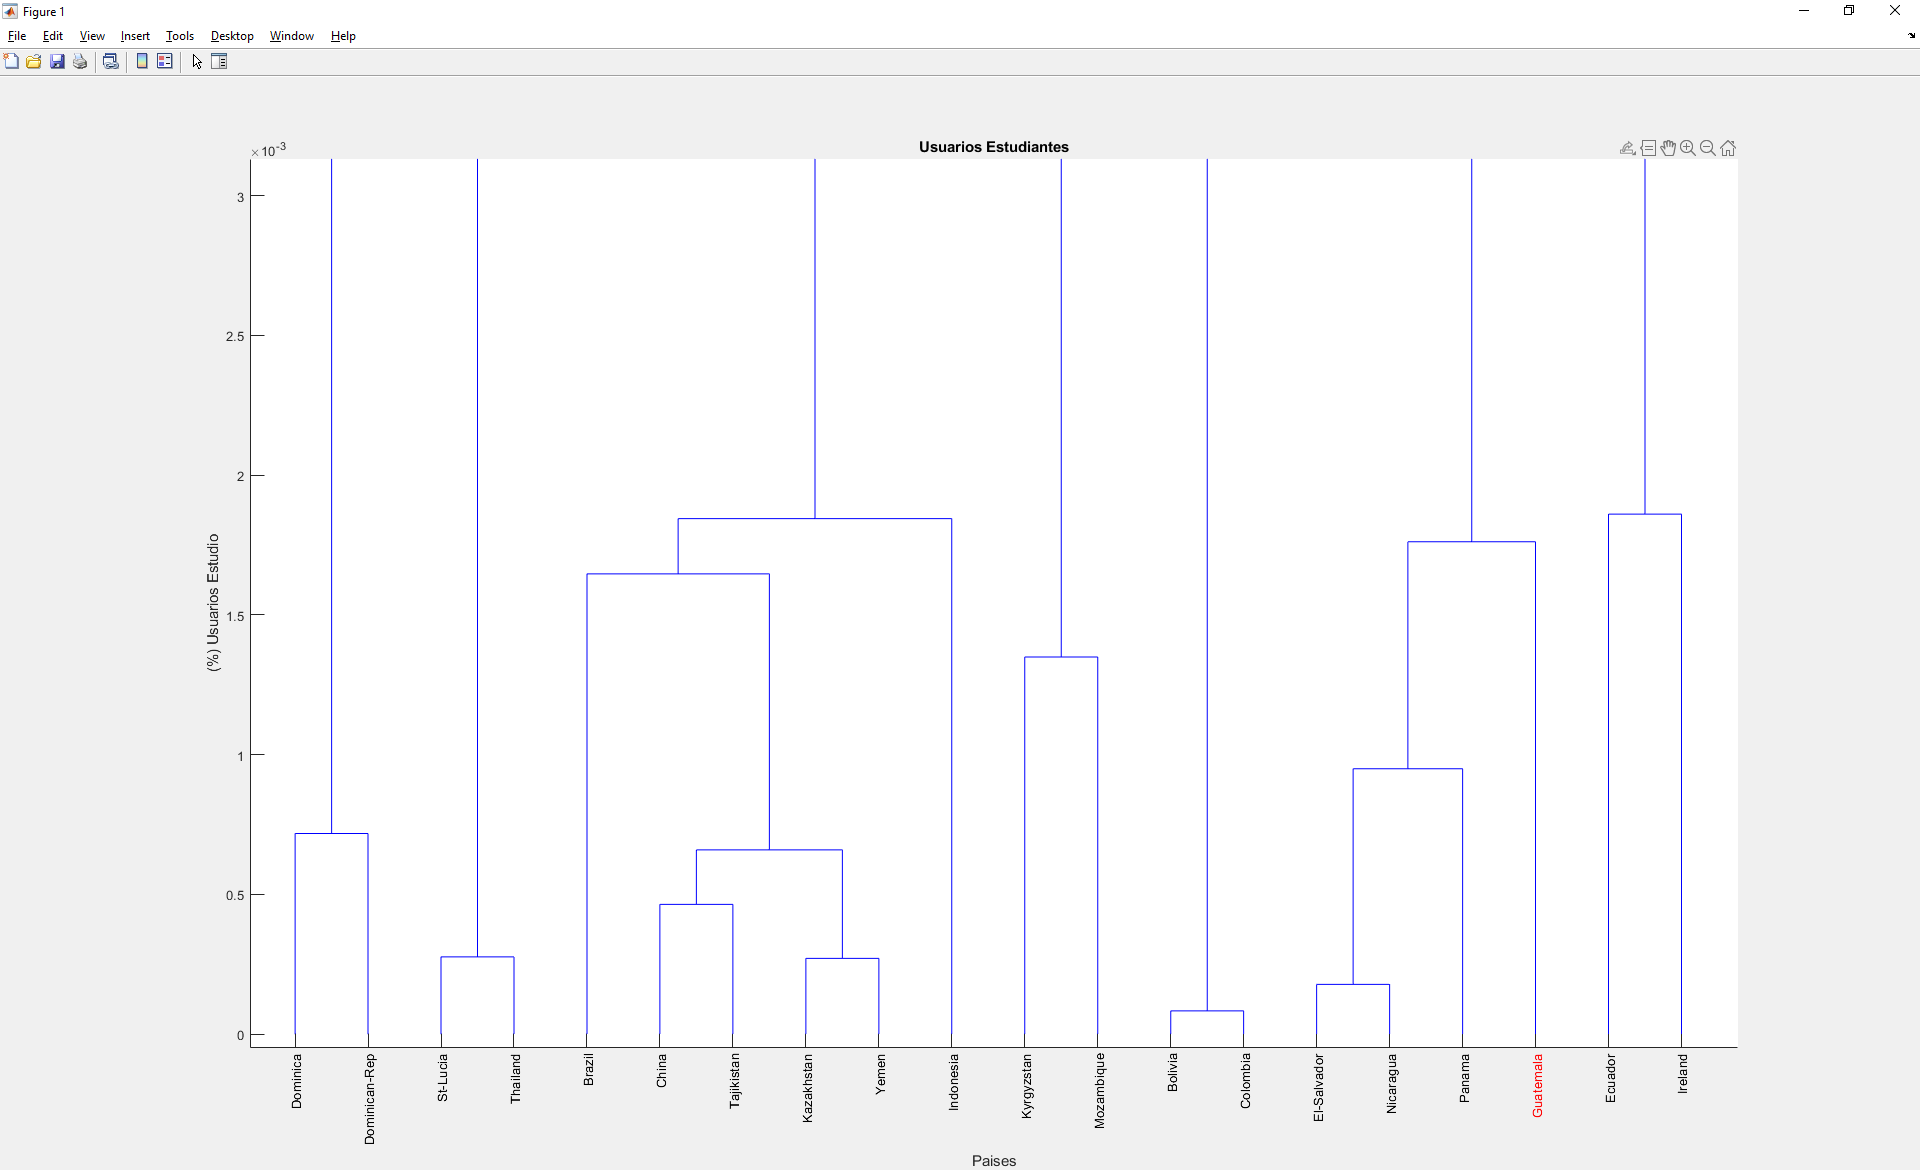 Figure 1
File Edit View Insert Tools Desktop Window Help
×10-3
Usuarios Estudiantes
3
2.5
2
1.5
1
0.5
0
(%) Usuarios Estudio
Dominica
Dominican-Rep
St-Lucia
Thailand
Brazil
China
Tajikistan
Kazakhstan
Yemen
Indonesia
Kyrgyzstan
Mozambique
Bolivia
Colombia
El-Salvador
Nicaragua
Panama
Guatemala
Ecuador
Ireland
Paises